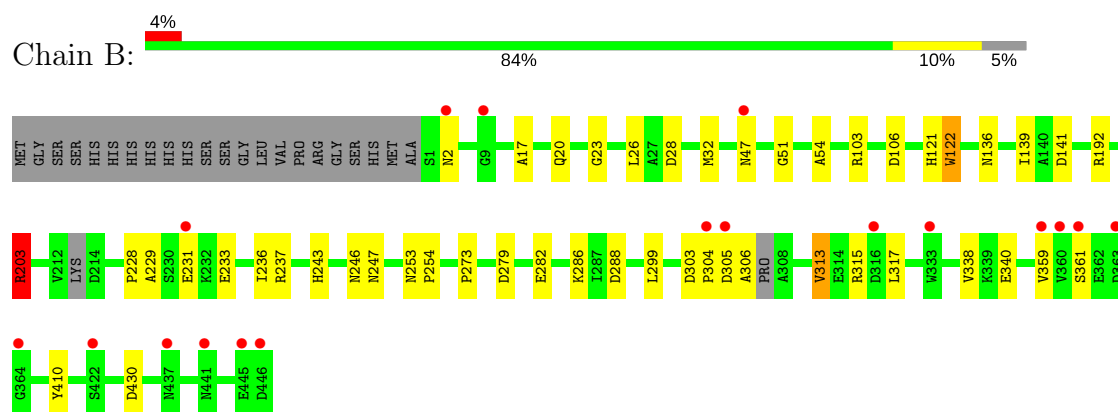 4%
Chain B:
84% 10% 5%
MET GLY SER SER HIS HIS HIS HIS HIS HIS SER SER GLY LEU VAL PRO ARG GLY SER HIS MET ALA S1 N2 G9 A17 Q20 G23 L26 A27 D28 M32 N47 G51 A54 R103 D106 H121 W122 N136 I139 A140 D141 R192
R203 V212 LYS D214 P228 A229 S230 E231 K232 E233 I236 R237 H243 N246 N247 N253 P254 P273 D279 E282 K286 I287 D288 L299 D303 P304 D305 A306 PRO A308 V313 E314 R315 D316 L317 W333 V338 K339 E340 V359 V360 S361 E362 D363
G364 Y410 S422 D430 N437 N441 E445 D446